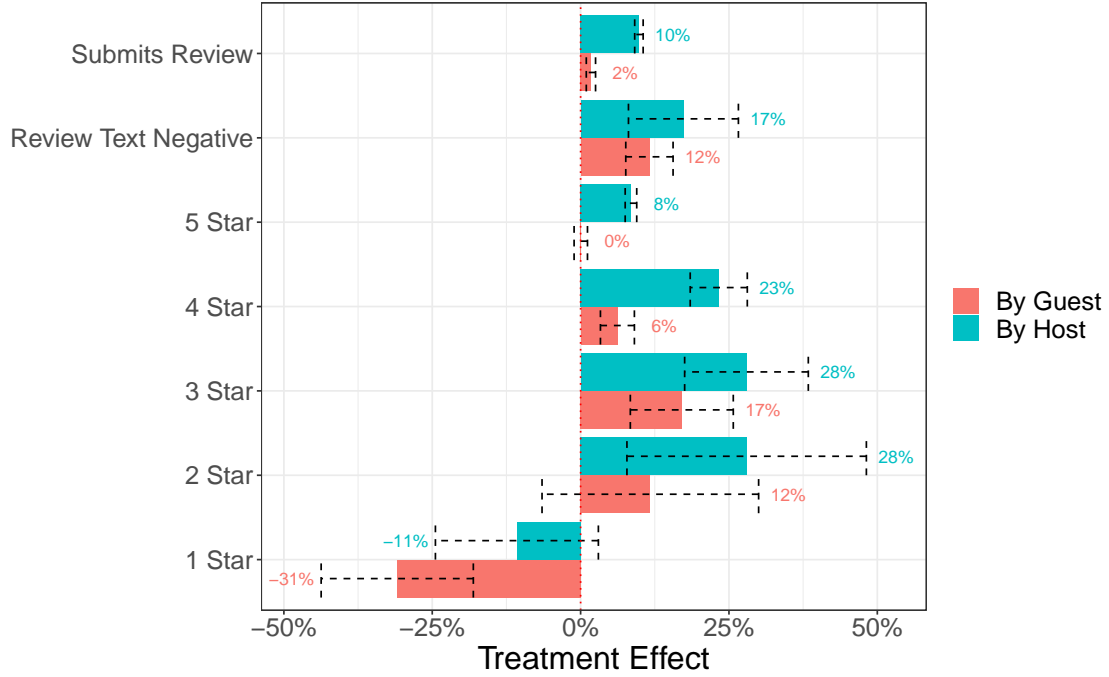 Submits Review
10%
2%
Review Text Negative
17%
12%
5 Star
8%
0%
4 Star
23%
6%
3 Star
28%
17%
2 Star
28%
12%
1 Star
−11%
−31%
−50%
−25%
0%
25%
50%
Treatment Effect
By Guest
By Host